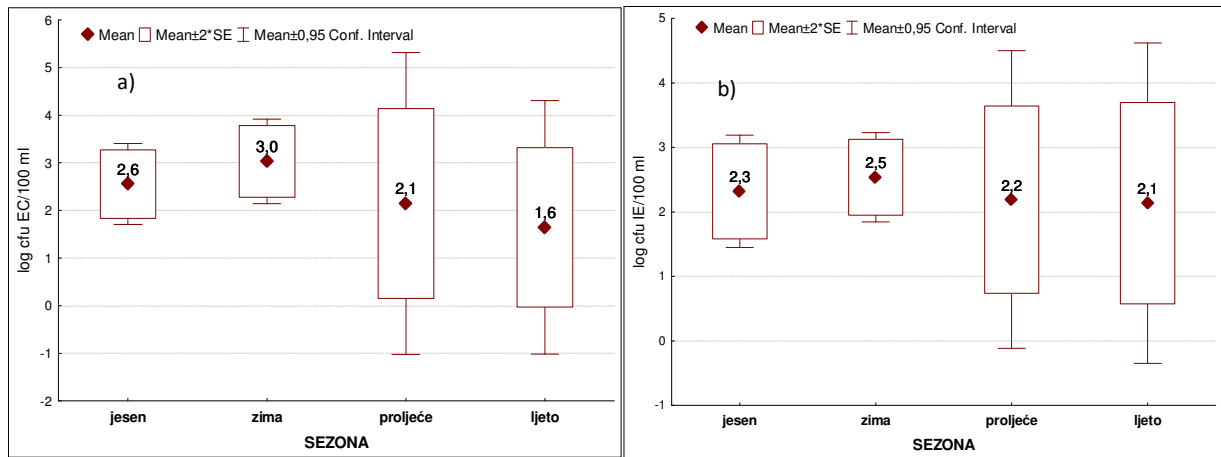 Mean Mean±2*SE Mean±0,95 Conf. Interval
a)
log cfu EC/100 ml
6
5
4
3
2
1
0
-1
-2
2,6
3,0
2,1
1,6
jesen zima proljeće ljeto
SEZONA
Mean Mean±2*SE Mean±0,95 Conf. Interval
b)
log cfu IE/100 ml
5
4
3
2
1
0
-1
2,3
2,5
2,2
2,1
jesen zima proljeće ljeto
SEZONA